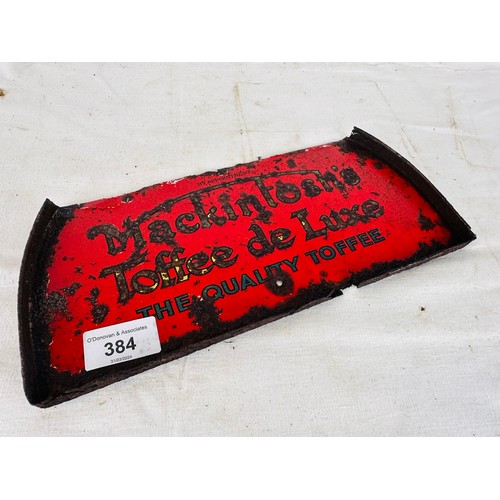 Mackintosh's
Toffee de Luxe
THE QUALITY TOFFEE
O'Donovan & Associates
384